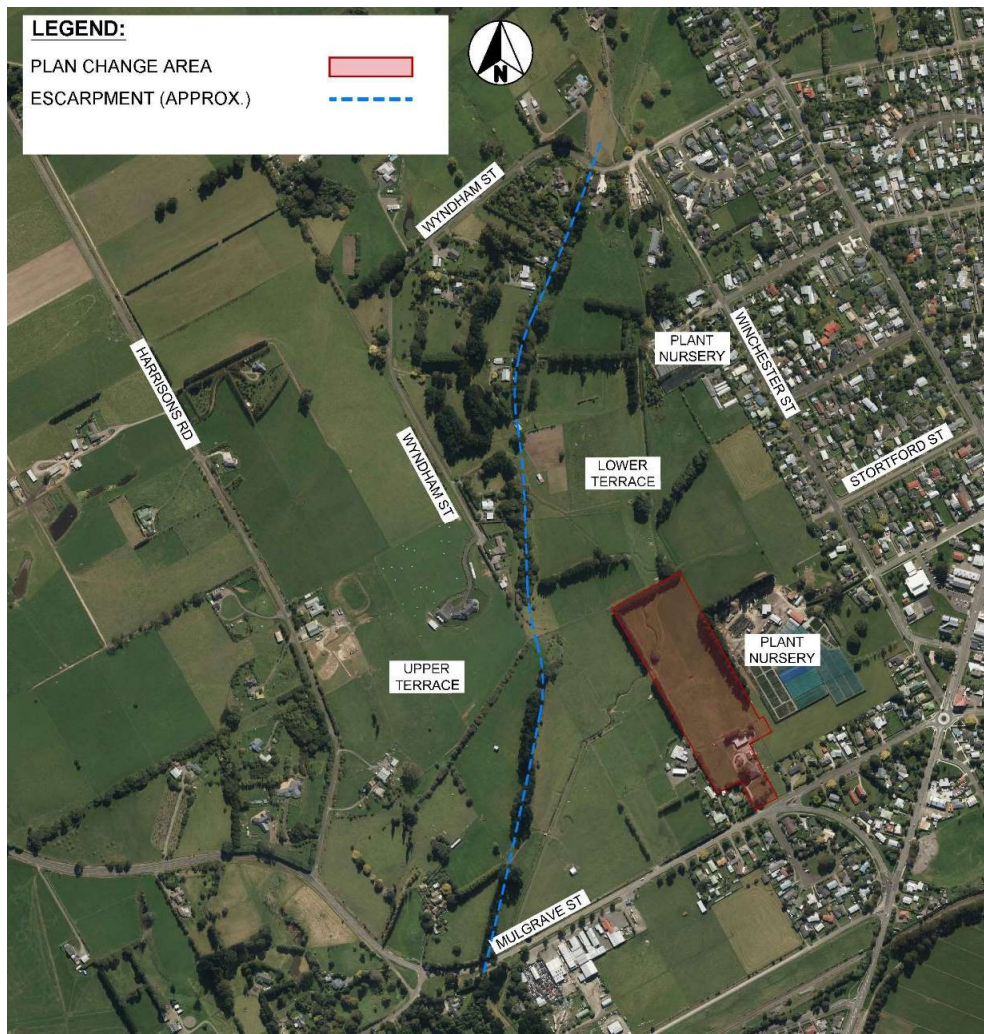 LEGEND:
PLAN CHANGE AREA
ESCARPMENT (APPROX.)
N
WYNDHAM ST
PLANT
NURSERY
WINCHESTER ST
HARRISONS RD
WYNDHAM ST
LOWER
TERRACE
STORTFORD ST
PLANT
NURSERY
UPPER
TERRACE
MULGRAVE ST